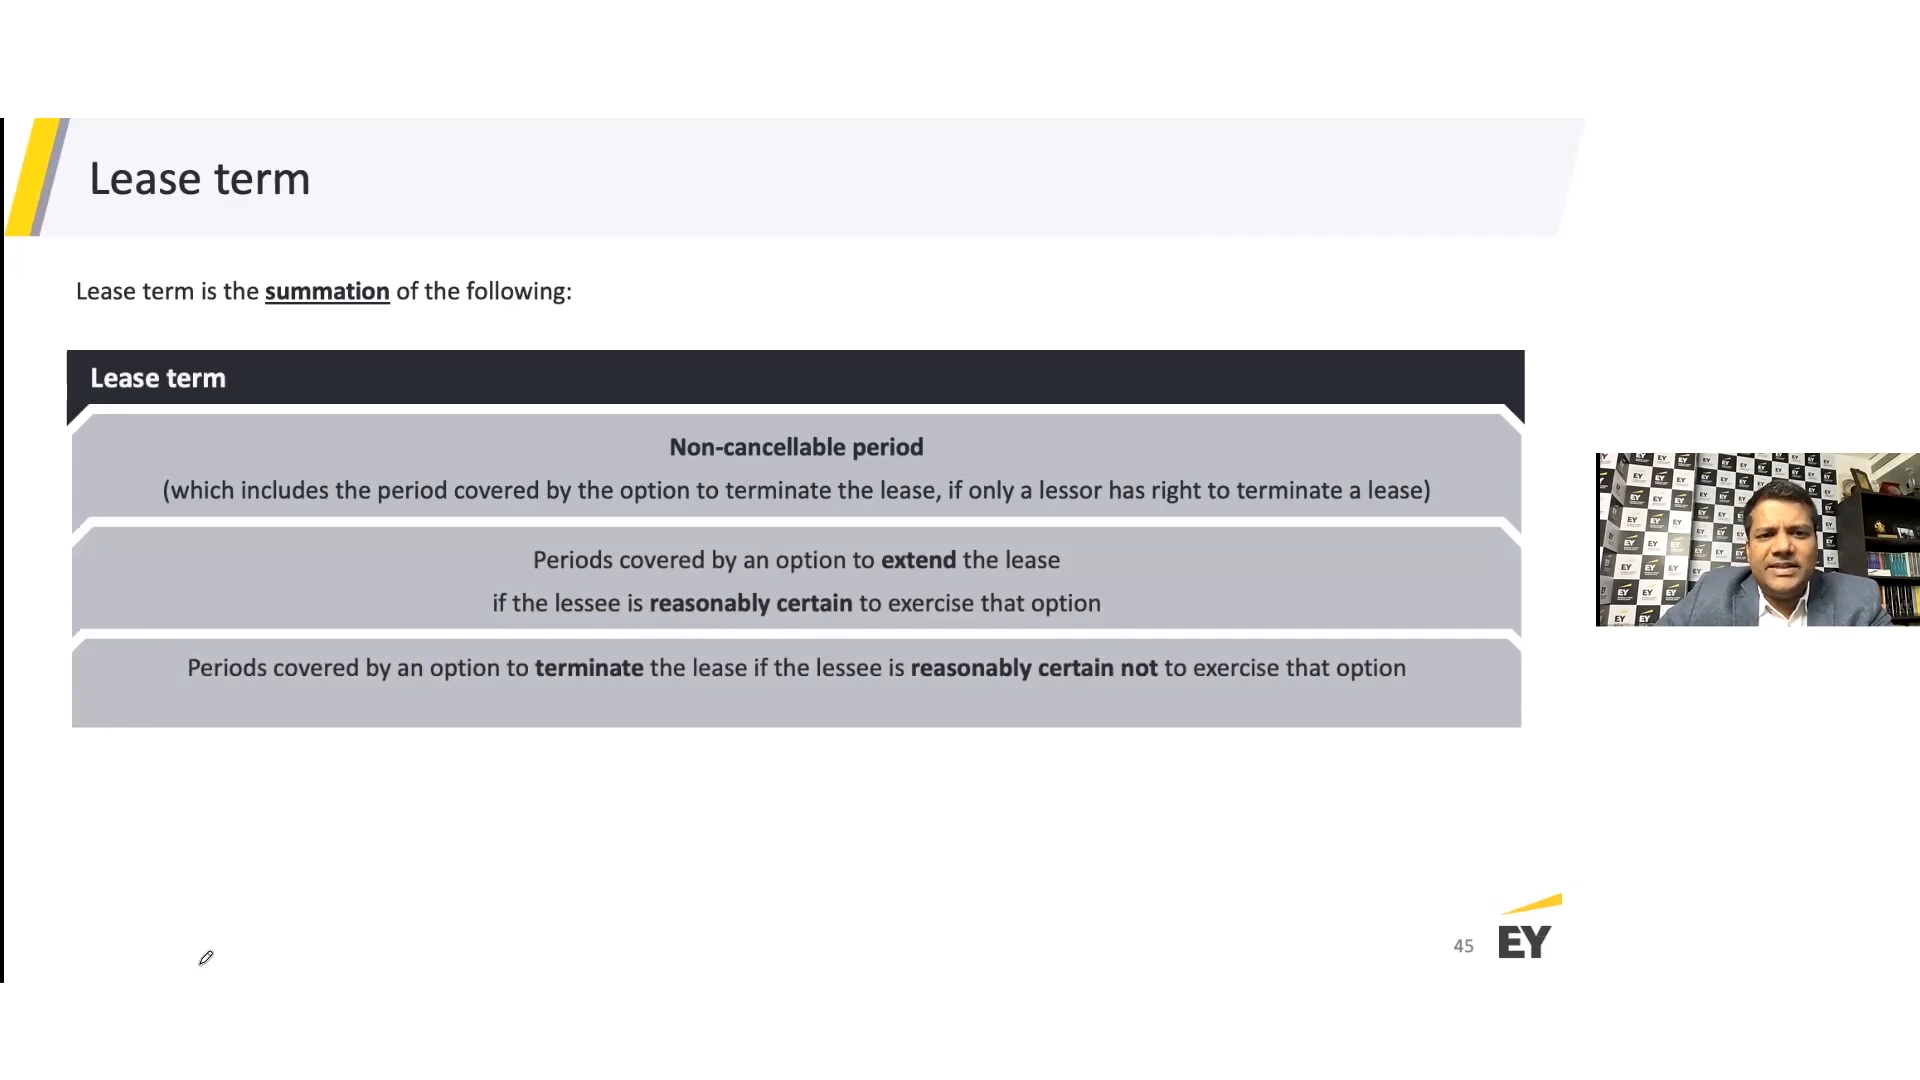 Lease term
Lease term is the summation of the following:
Lease term
Non-cancellable period
(which includes the period covered by the option to terminate the lease, if only a lessor has right to terminate a lease)
Periods covered by an option to extend the lease
if the lessee is reasonably certain to exercise that option
Periods covered by an option to terminate the lease if the lessee is reasonably certain not to exercise that option
45
EY